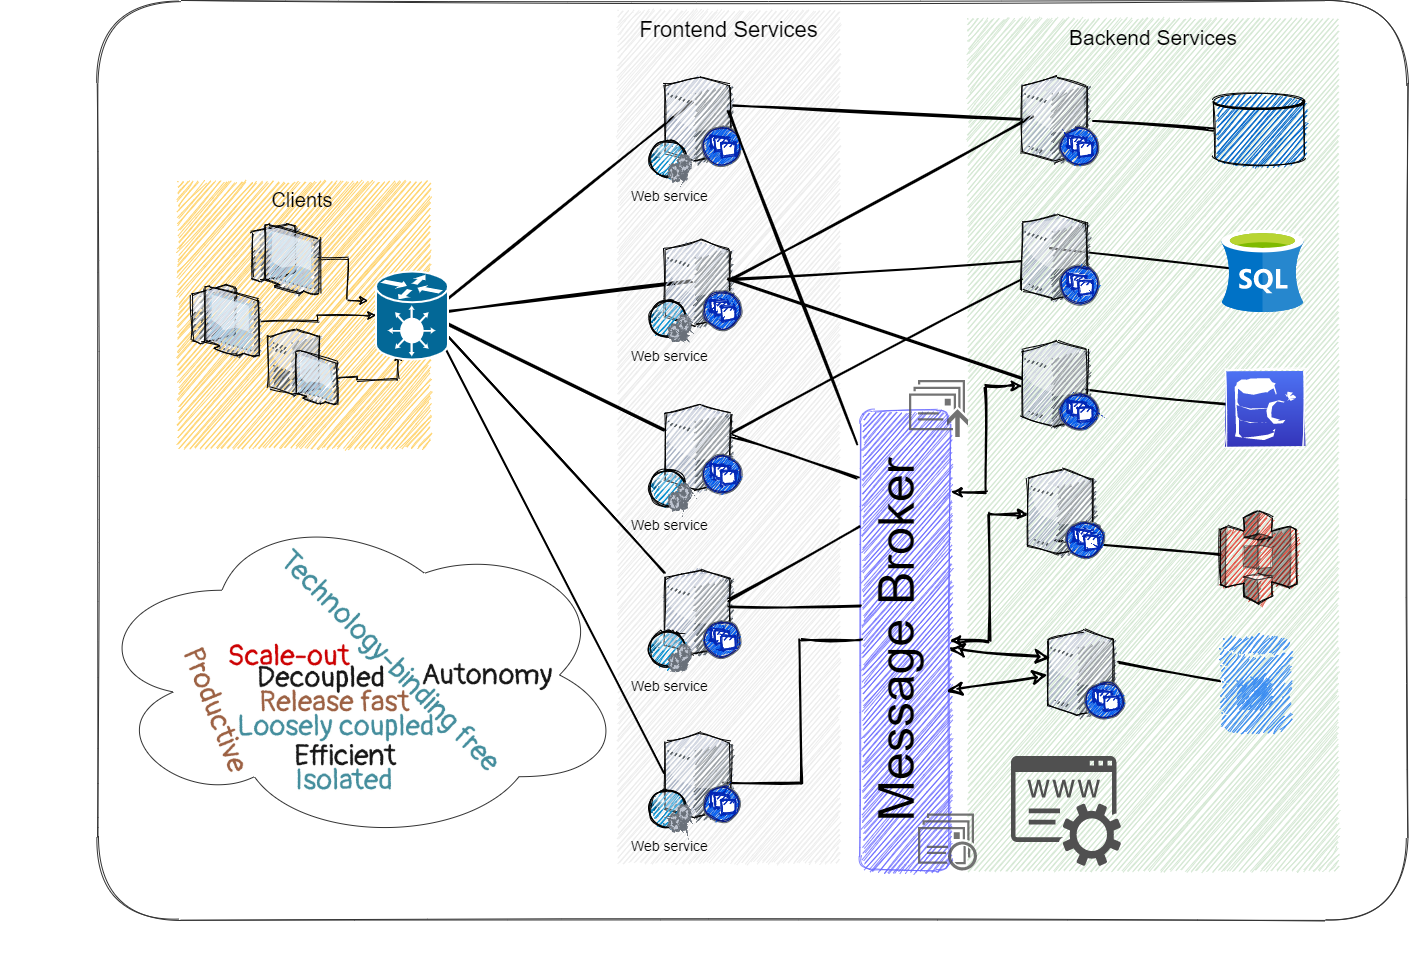 Frontend Services
Backend Services
Clients
Web service
Web service
Web service
Web service
Web service
Message Broker
SQL
WWW
Technology-binding free
Productive
Scale-out
Decoupled
Autonomy
Release fast
Loosely coupled
Efficient
Isolated